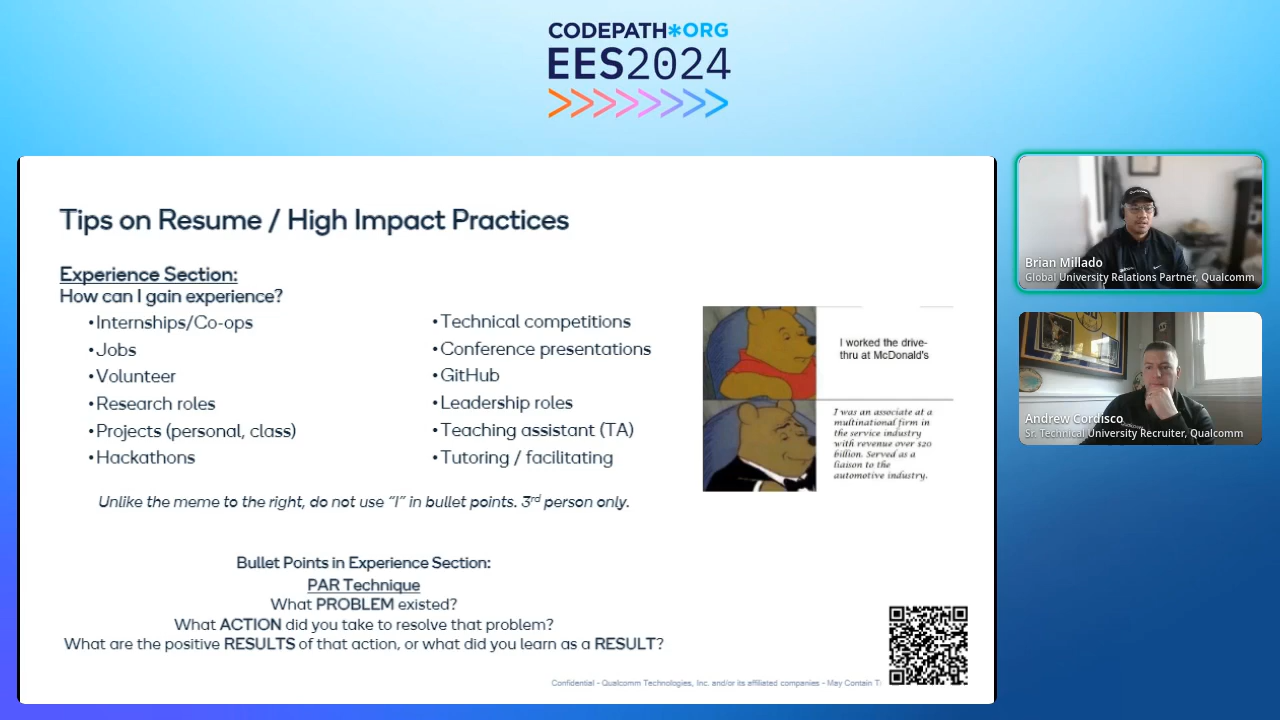 CODEPATH*ORG
EES2024
Tips on Resume / High Impact Practices
Experience Section:
How can I gain experience?
•Internships/Co-ops
•Jobs
•Volunteer
•Research roles
•Projects (personal, class)
•Hackathons
•Technical competitions
•Conference presentations
•GitHub
•Leadership roles
•Teaching assistant (TA)
•Tutoring / facilitating
I worked the drive-
thru at McDonald's
I was an associate at a
multinational firm in
the service industry
with revenue over $20
billion. Served as a
liaison to the
automotive industry.
Unlike the meme to the right, do not use "I" in bullet points. 3rd person only.
Bullet Points in Experience Section:
PAR Technique
What PROBLEM existed?
What ACTION did you take to resolve that problem?
What are the positive RESULTS of that action, or what did you learn as a RESULT?
Confidential - Qualcomm Technologies, Inc. and/or its affiliated companies - May Contain
Brian Millado
Global University Relations Partner, Qualcomm
Andrew Cordisco
Sr. Technical University Recruiter, Qualcomm